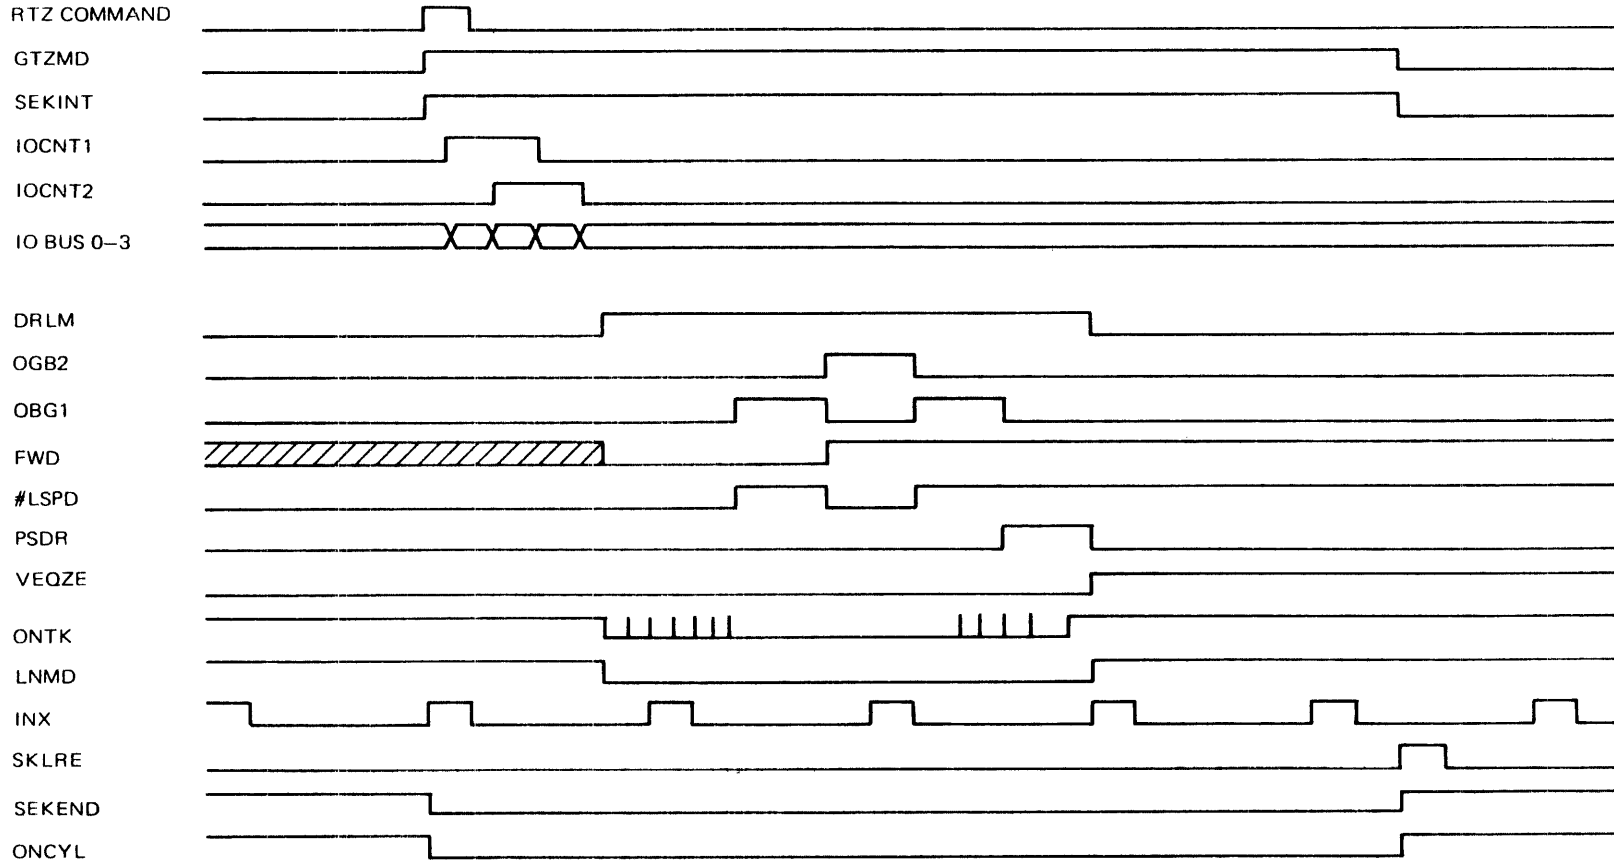 RTZ COMMAND
GTZMD
SEKINT
IOCNT1
IOCNT2
IO BUS 0–3
DRLM
OGB2
OBG1
FWD
#LSPD
PSDR
VEQZE
ONTK
LNMD
INX
SKLRE
SEKEND
ONCYL